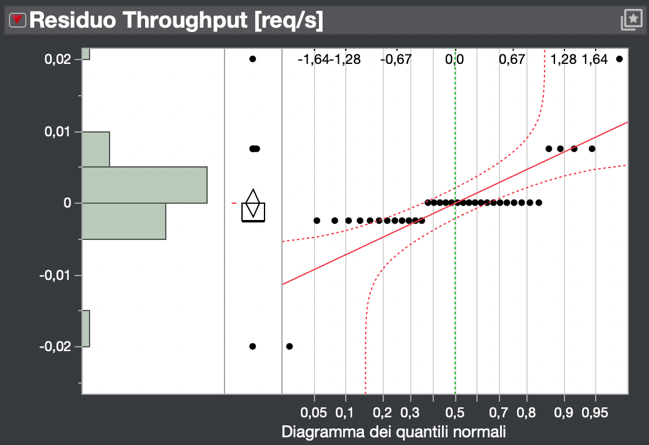 Residuo Throughput [req/s]
-1,64 -1,28 -0,67 0,0 0,67 1,28 1,64
0,02
0,01
0
-0,01
-0,02
0,05 0,1 0,2 0,3 0,5 0,7 0,8 0,9 0,95
Diagramma dei quantili normali